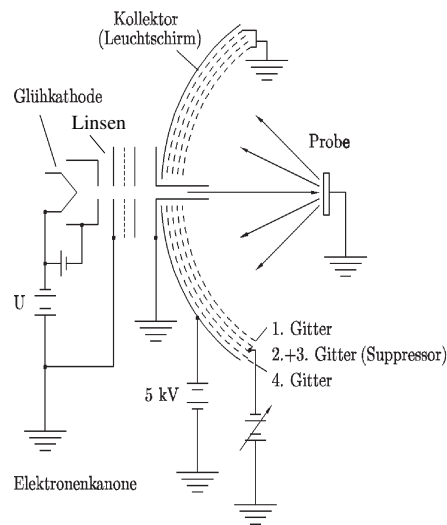 Kollektor
(Leuchtschirm)
Glühkathode
Linsen
Probe
U
1. Gitter
2.+3. Gitter (Suppressor)
4. Gitter
5 kV
Elektronenkanone